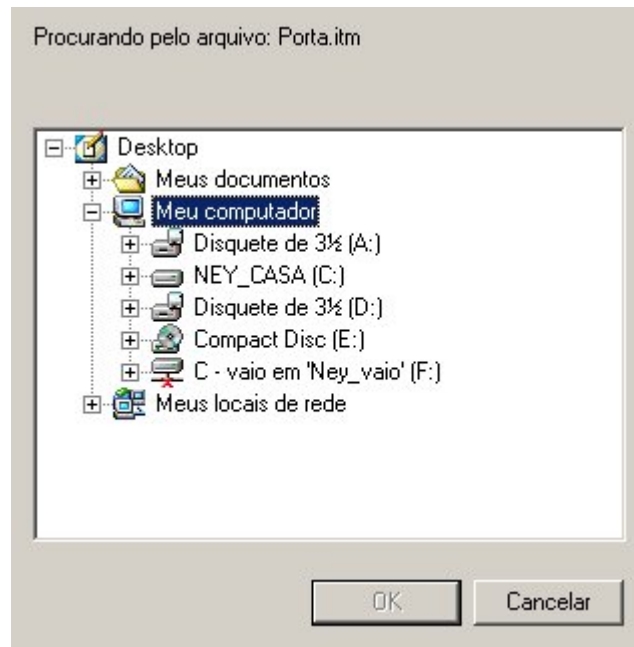 Procurando pelo arquivo: Porta.itm
Desktop
Meus documentos
Meu computador
Disquete de 3½ (A:)
NEY_CASA (C:)
Disquete de 3½ (D:)
Compact Disc (E:)
C - vaio em 'Ney_vaio' (F:)
Meus locais de rede
OK Cancelar